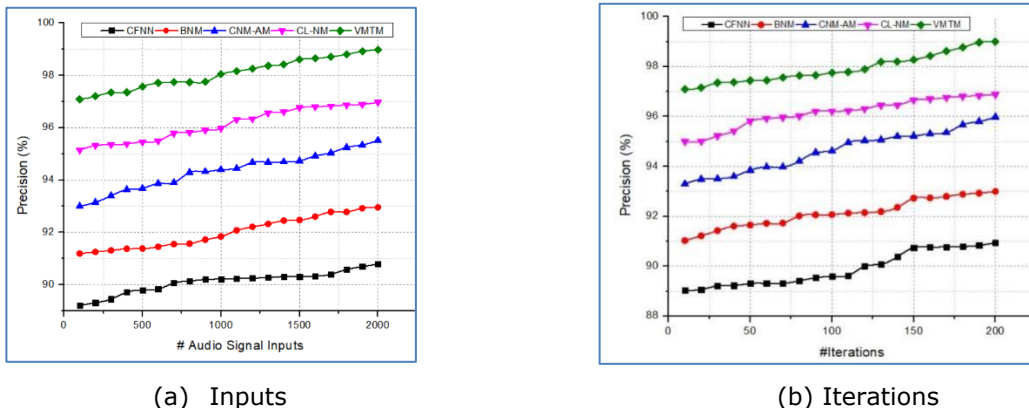 CFNN BNM CNM-AM CL-NM VMTM
100
98
96
94
92
90
Precision (%)
0 500 1000 1500 2000
# Audio Signal Inputs
(a) Inputs
CFNN BNM CNM-AM CL-NM VMTM
100
98
96
94
92
90
88
Precision (%)
0 50 100 150 200
#Iterations
(b) Iterations